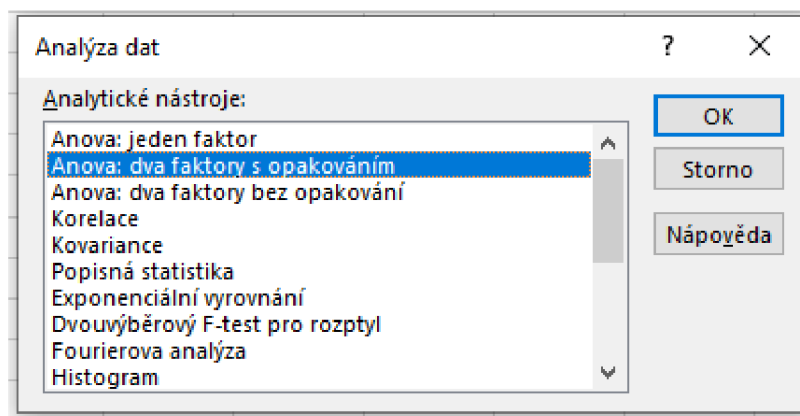 Analýza dat
?
Analytické nástroje:
Anova: jeden faktor
Anova: dva faktory s opakováním
Anova: dva faktory bez opakování
Korelace
Kovariance
Popisná statistika
Exponenciální vyrovnání
Dvouvýběrový F-test pro rozptyl
Fourierova analýza
Histogram
OK
Storno
Nápověda